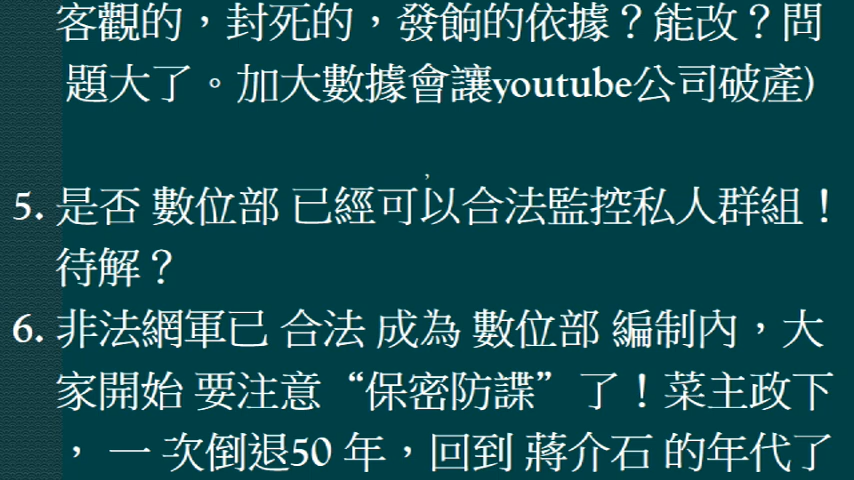 客觀的，封死的，發餉的依據？能改？問
題大了。加大數據會讓youtube公司破產)
5. 是否 數位部 已經可以合法監控私人群組！
待解？
6. 非法網軍已 合法 成為 數位部 編制內，大
家開始 要注意“保密防諜”了！菜主政下
，一 次倒退50 年，回到 蔣介石 的年代了